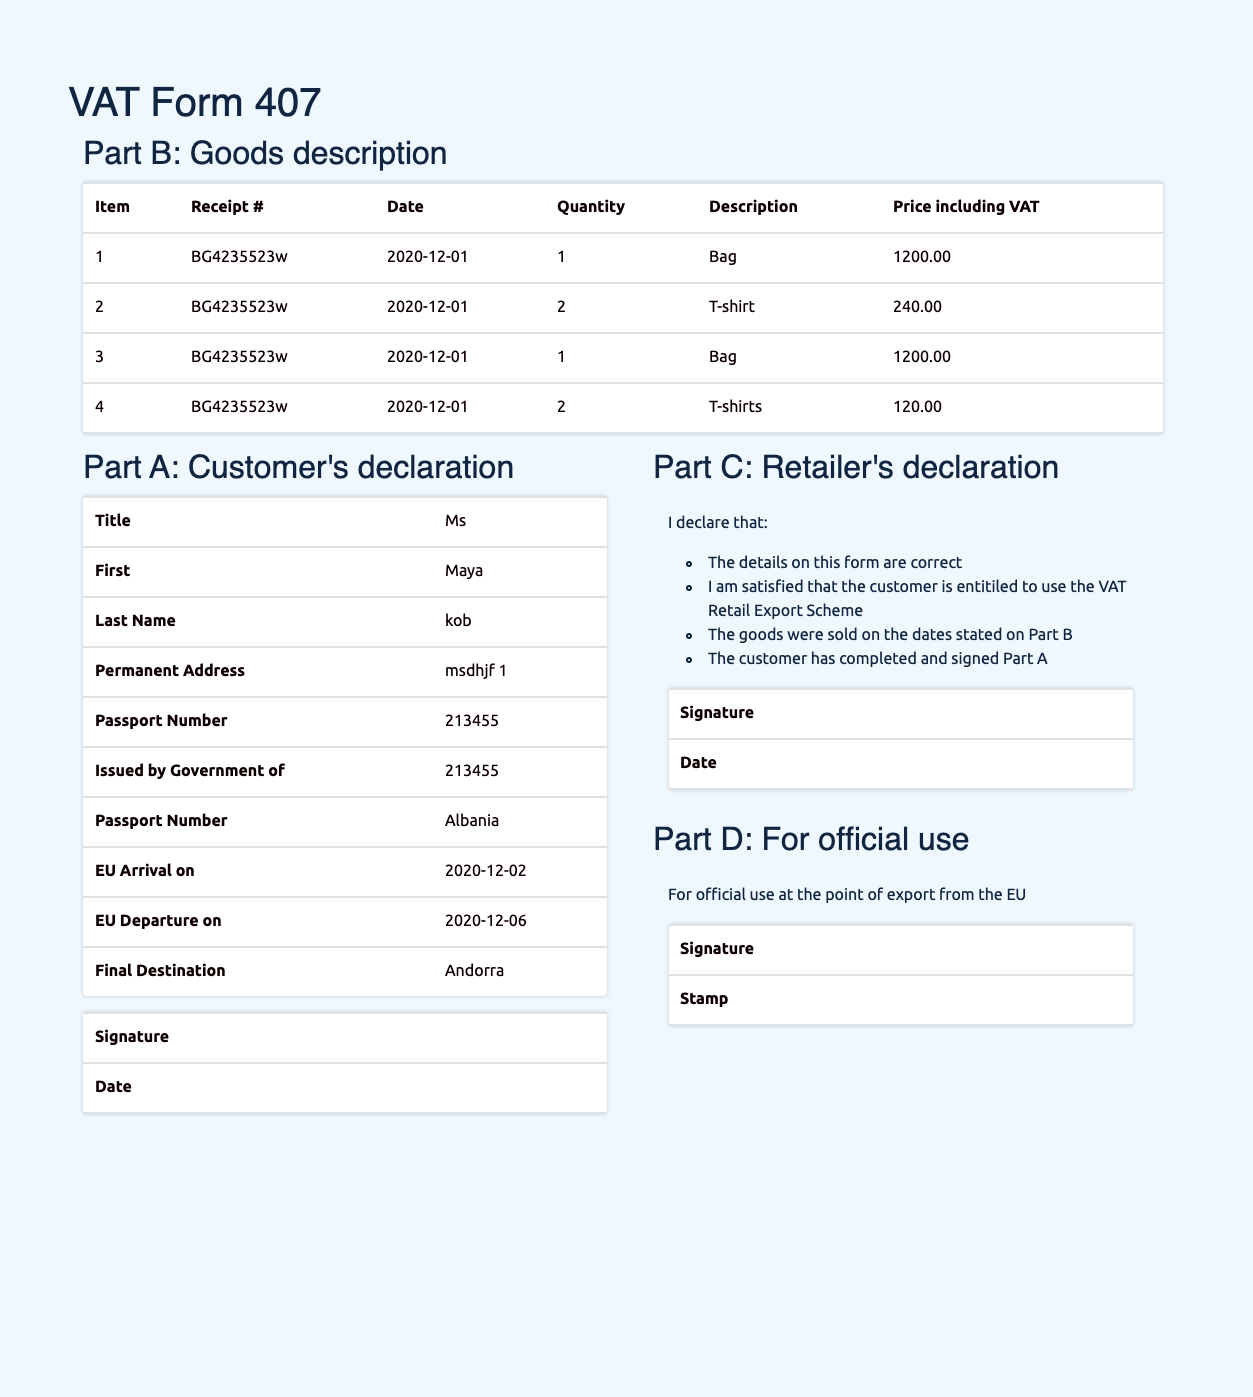 VAT Form 407
Part B: Goods description
Item Receipt # Date Quantity Description Price including VAT
1 BG4235523w 2020-12-01 1 Bag 1200.00
2 BG4235523w 2020-12-01 2 T-shirt 240.00
3 BG4235523w 2020-12-01 1 Bag 1200.00
4 BG4235523w 2020-12-01 2 T-shirts 120.00
Part A: Customer's declaration
Title Ms
First Maya
Last Name kob
Permanent Address msdhjf 1
Passport Number 213455
Issued by Government of 213455
Passport Number Albania
EU Arrival on 2020-12-02
EU Departure on 2020-12-06
Final Destination Andorra
Signature
Date
Part C: Retailer's declaration
I declare that:
The details on this form are correct
I am satisfied that the customer is entitiled to use the VAT
Retail Export Scheme
The goods were sold on the dates stated on Part B
The customer has completed and signed Part A
Signature
Date
Part D: For official use
For official use at the point of export from the EU
Signature
Stamp